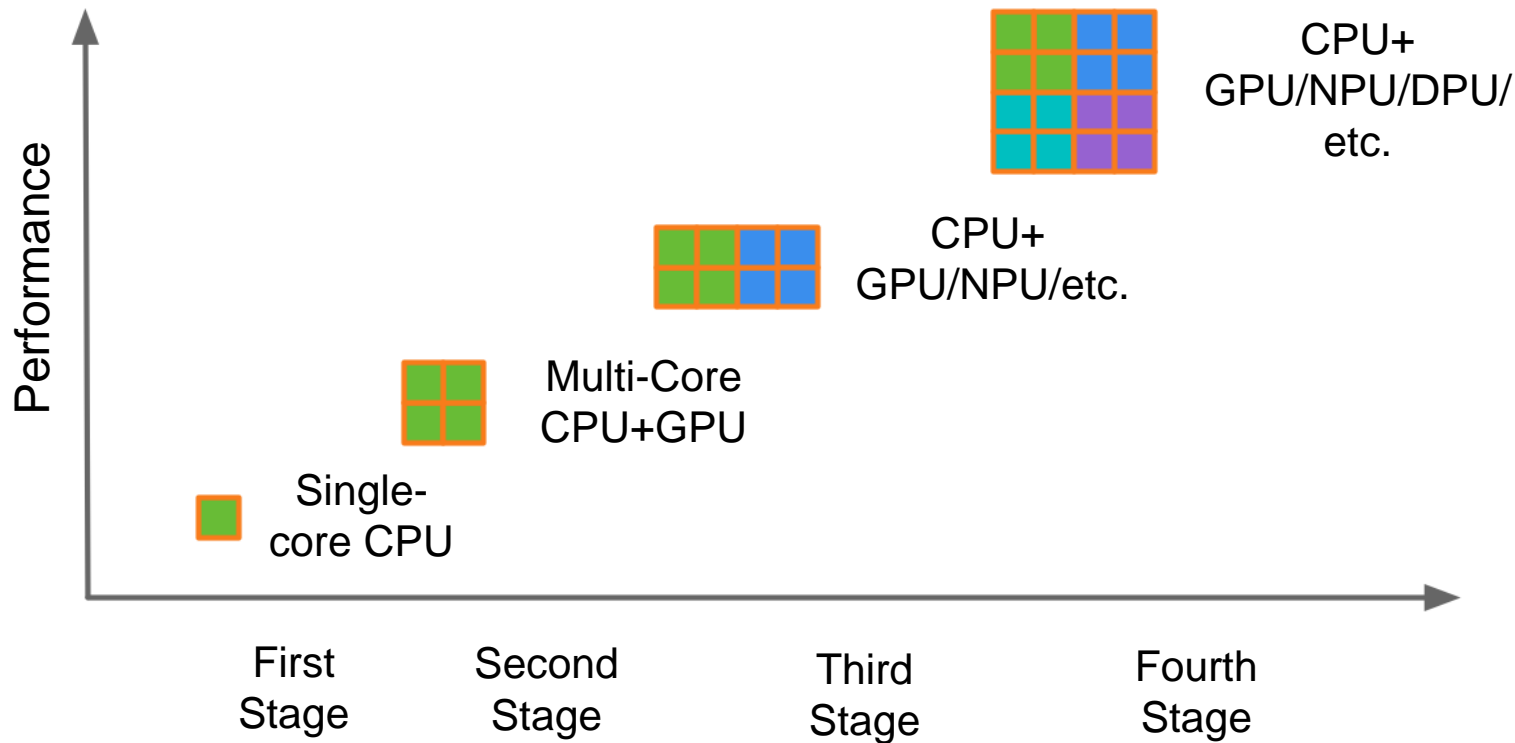 CPU+
GPU/NPU/DPU/
etc.
CPU+
GPU/NPU/etc.
Multi-Core
CPU+GPU
Single-
core CPU
Performance
First
Stage
Second
Stage
Third
Stage
Fourth
Stage